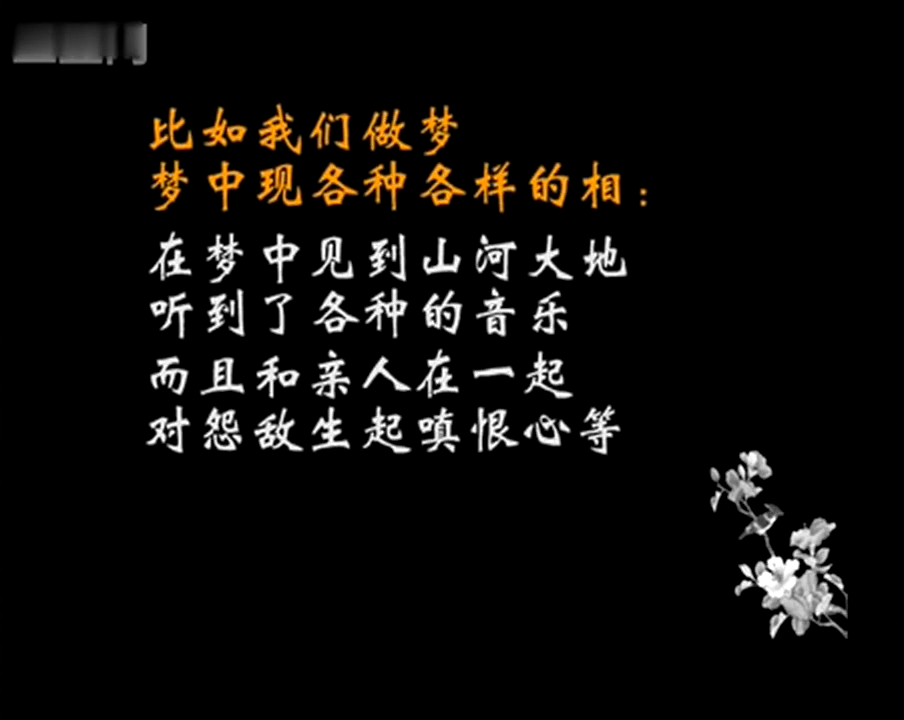 比如我们做梦
梦中现各种各样的相：
在梦中见到山河大地
听到了各种的音乐
而且和亲人在一起
对怨敌生起嗔恨心等